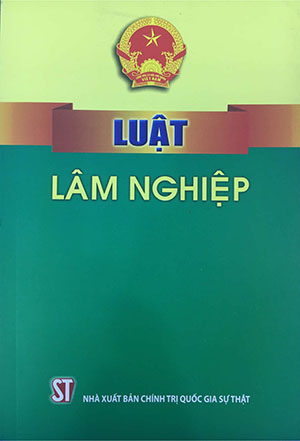 LUẬT
LÂM NGHIỆP
ST
NHÀ XUẤT BẢN CHÍNH TRỊ QUỐC GIA SỰ THẬT